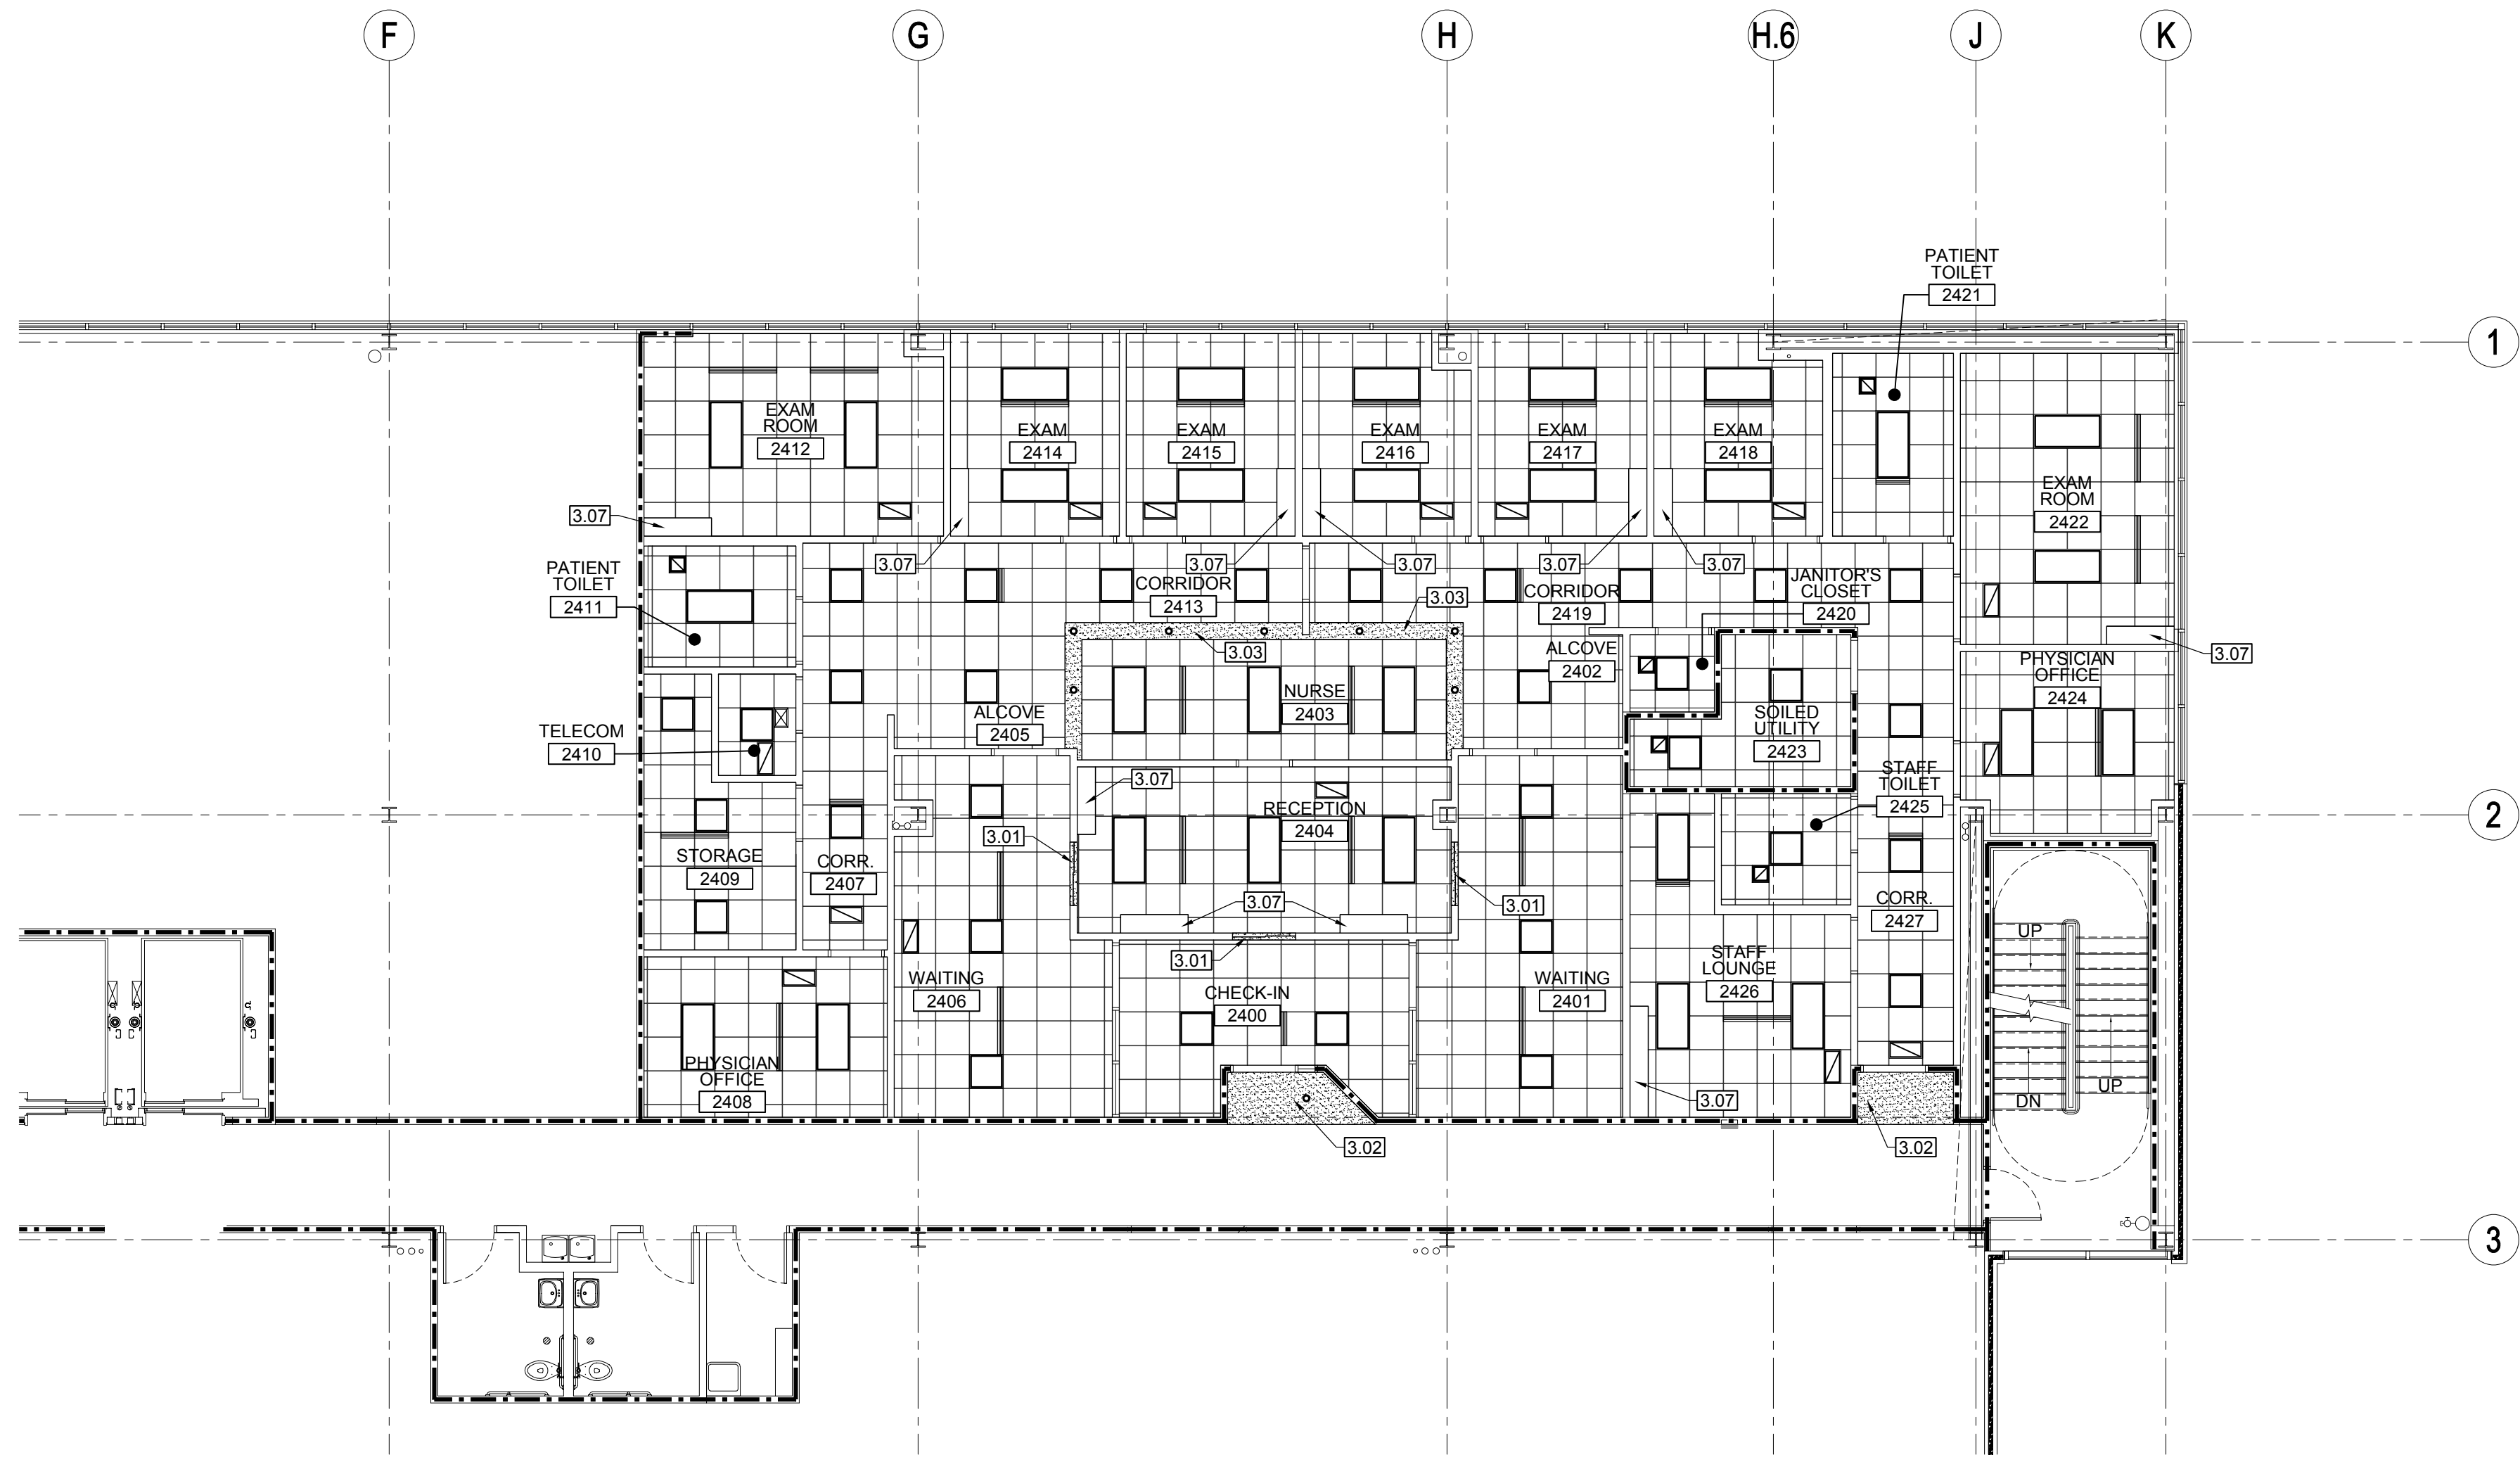 F
G
H
H.6
J
K
PATIENT
TOILET
2421
1
EXAM
ROOM
2412
EXAM
2414
EXAM
2415
EXAM
2416
EXAM
2417
EXAM
2418
EXAM
ROOM
2422
3.07
3.07
3.07
3.07
3.07
3.07
PATIENT
TOILET
2411
CORRIDOR
2413
CORRIDOR
2419
JANITOR'S
CLOSET
2420
3.03
3.03
3.07
ALCOVE
2402
PHYSICIAN
OFFICE
2424
NURSE
2403
ALCOVE
2405
SOILED
UTILITY
2423
TELECOM
2410
3.07
STAFF
TOILET
2425
RECEPTION
2404
2
3.01
STORAGE
2409
CORR.
2407
3.07
3.01
CORR.
2427
UP
3.01
STAFF
LOUNGE
2426
WAITING
2406
WAITING
2401
CHECK-IN
2400
PHYSICIAN
OFFICE
2408
3.07
UP
DN
3.02
3.02
3